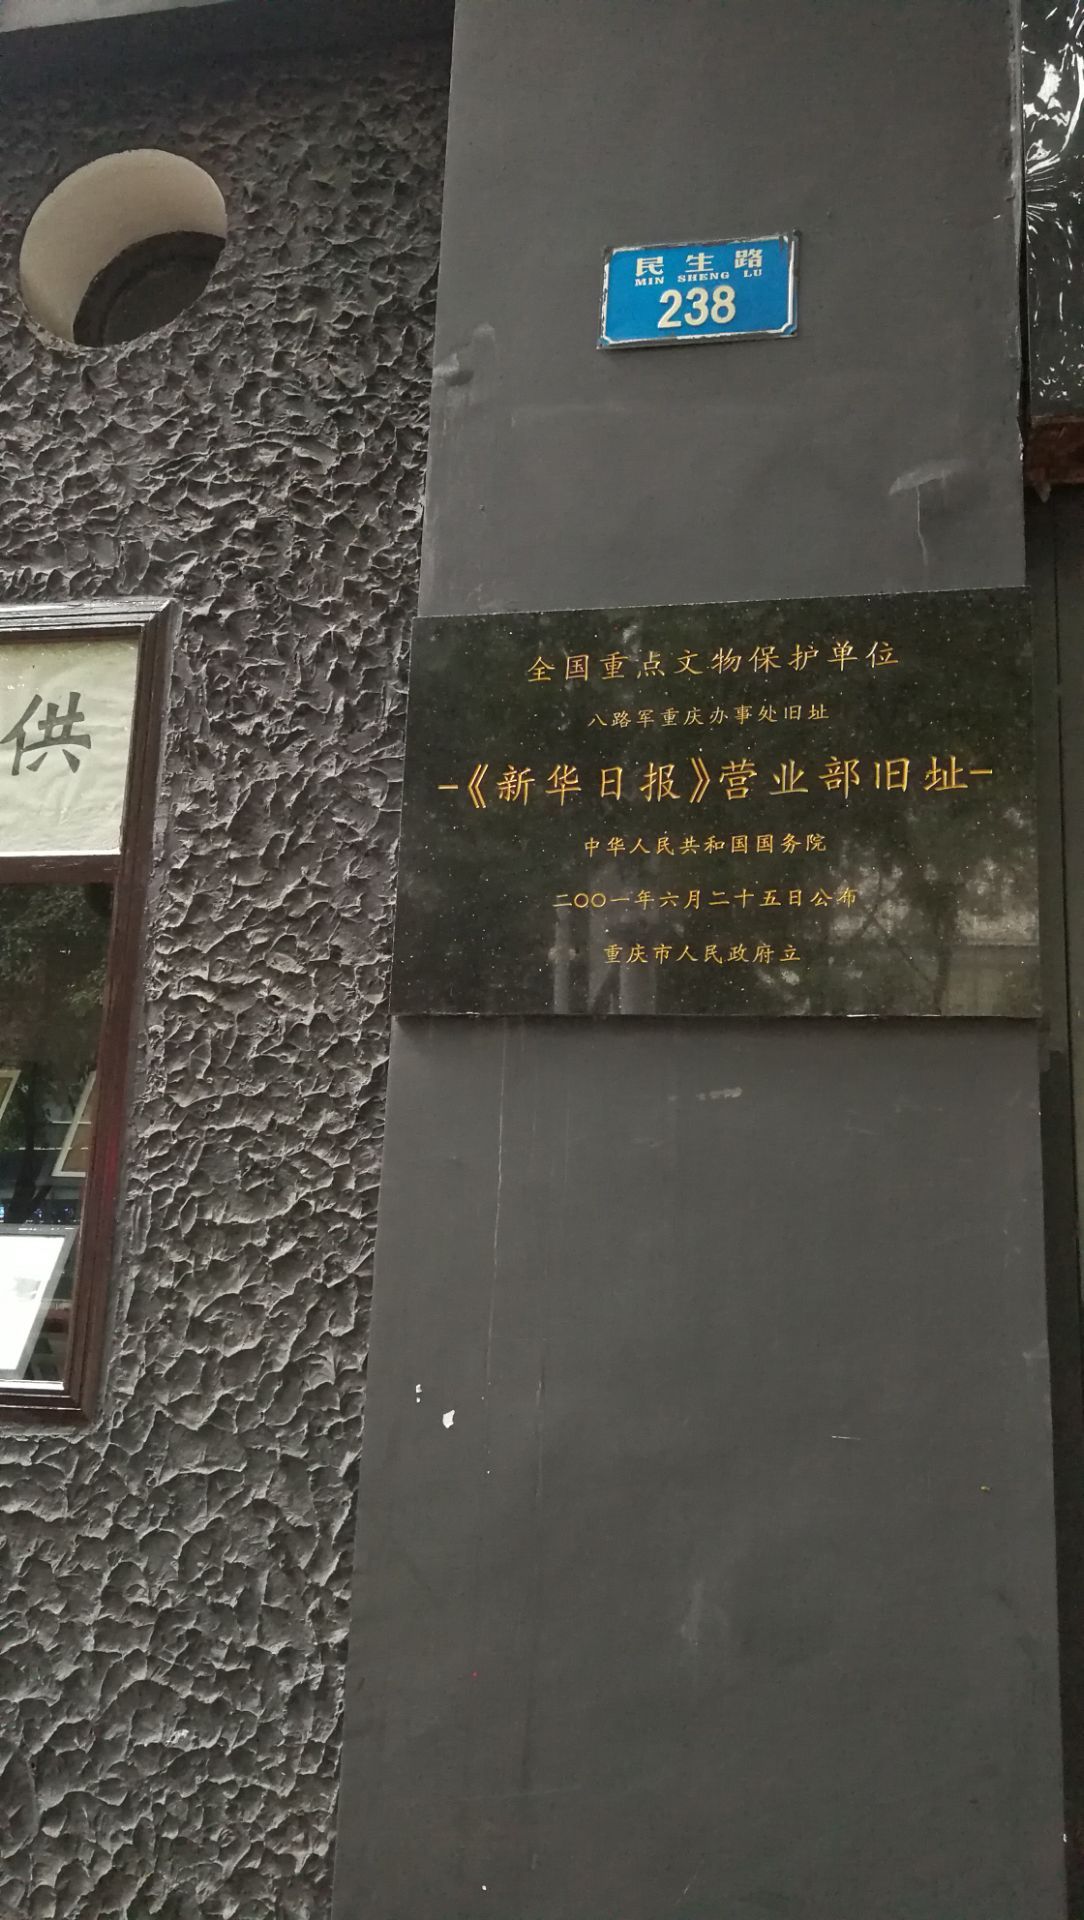 民生路
MIN SHENG LU
238
供
全国重点文物保护单位
八路军重庆办事处旧址
-《新华日报》营业部旧址-
中华人民共和国国务院
二〇〇一年六月二十五日公布
重庆市人民政府立